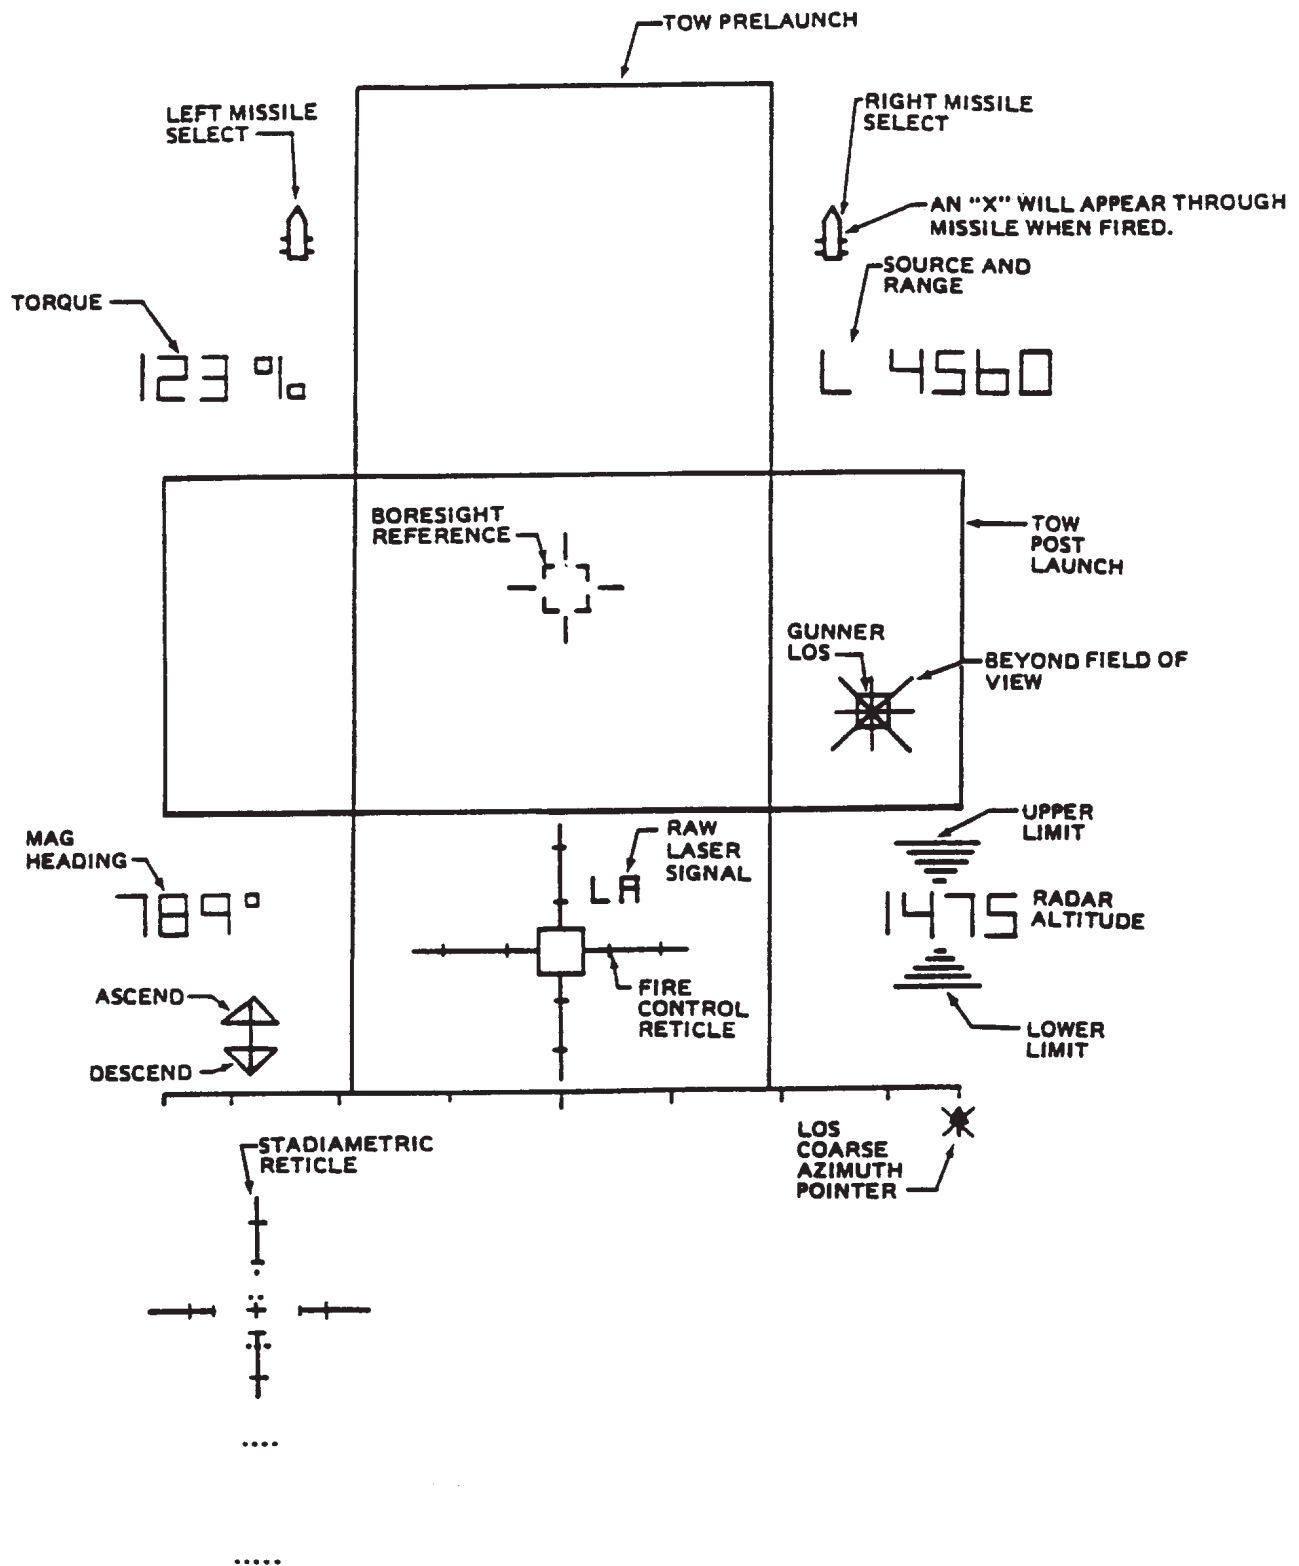 TOW PRELAUNCH
LEFT MISSILE
SELECT
RIGHT MISSILE
SELECT
AN "X" WILL APPEAR THROUGH
MISSILE WHEN FIRED.
SOURCE AND
RANGE
TORQUE
123 %
L 4560
BORESIGHT
REFERENCE
TOW
POST
LAUNCH
GUNNER
LOS
BEYOND FIELD OF
VIEW
UPPER
LIMIT
MAG
HEADING
RAW
LASER
SIGNAL
LA
789°
1475
RADAR
ALTITUDE
ASCEND
FIRE
CONTROL
RETICLE
LOWER
LIMIT
DESCEND
STADIAMETRIC
RETICLE
LOS
COARSE
AZIMUTH
POINTER